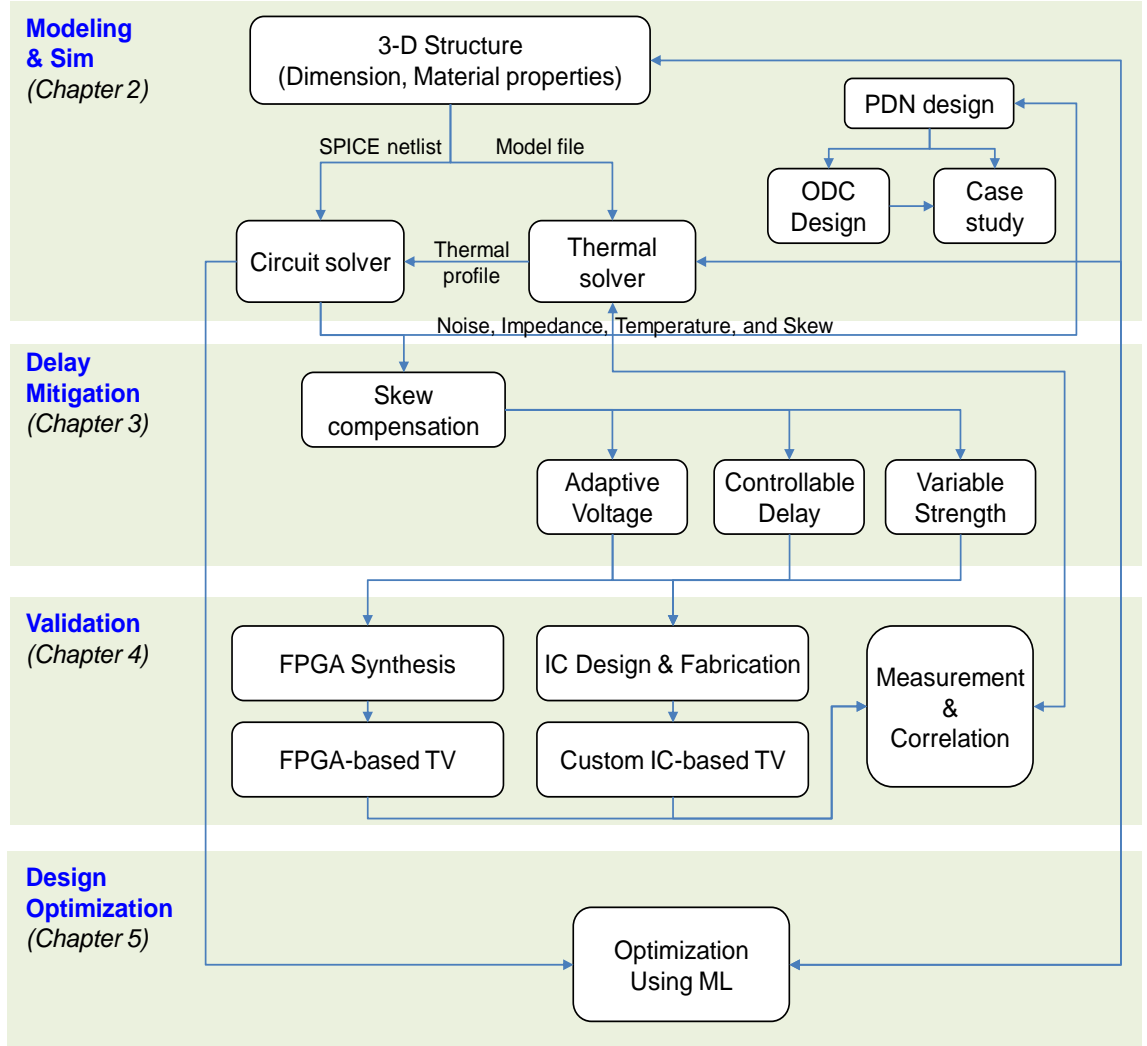 Modeling
& Sim
(Chapter 2)
3-D Structure
(Dimension, Material properties)
PDN design
SPICE netlist
Model file
ODC
Design
Case
study
Circuit solver
Thermal
profile
Thermal
solver
Noise, Impedance, Temperature, and Skew
Delay
Mitigation
(Chapter 3)
Skew
compensation
Adaptive
Voltage
Controllable
Delay
Variable
Strength
Validation
(Chapter 4)
FPGA Synthesis
IC Design & Fabrication
Measurement
&
Correlation
FPGA-based TV
Custom IC-based TV
Design
Optimization
(Chapter 5)
Optimization
Using ML